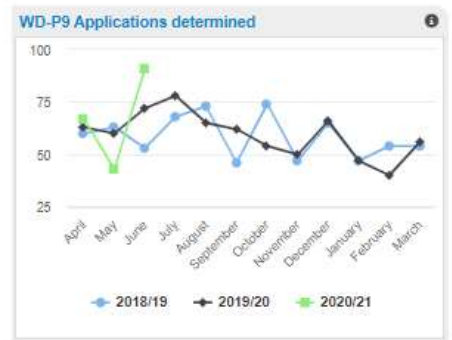 WD-P9 Applications determined
100
75
50
25
April
May
June
July
August
September
October
November
December
January
February
March
2018/19
2019/20
2020/21